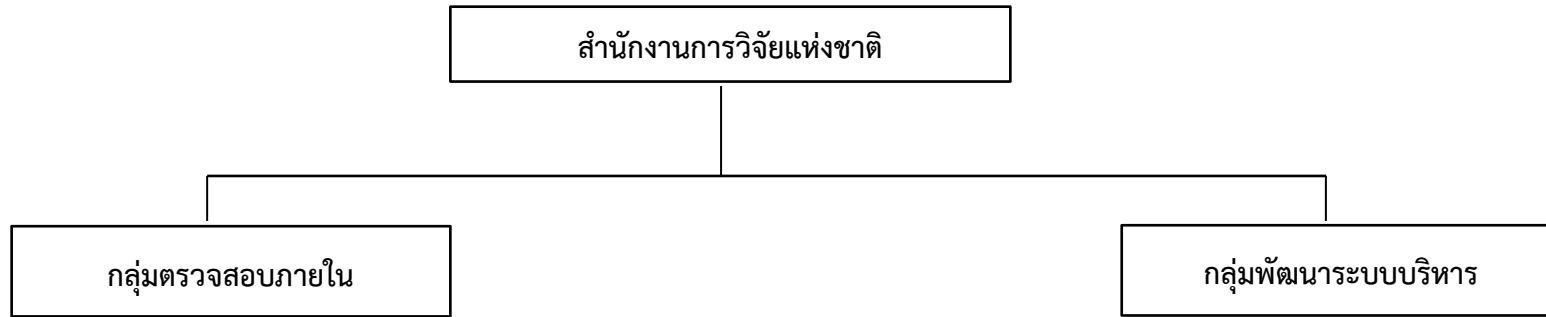 สำนักงานการวิจัยแห่งชาติ
กลุ่มตรวจสอบภายใน
กลุ่มพัฒนาระบบบริหาร